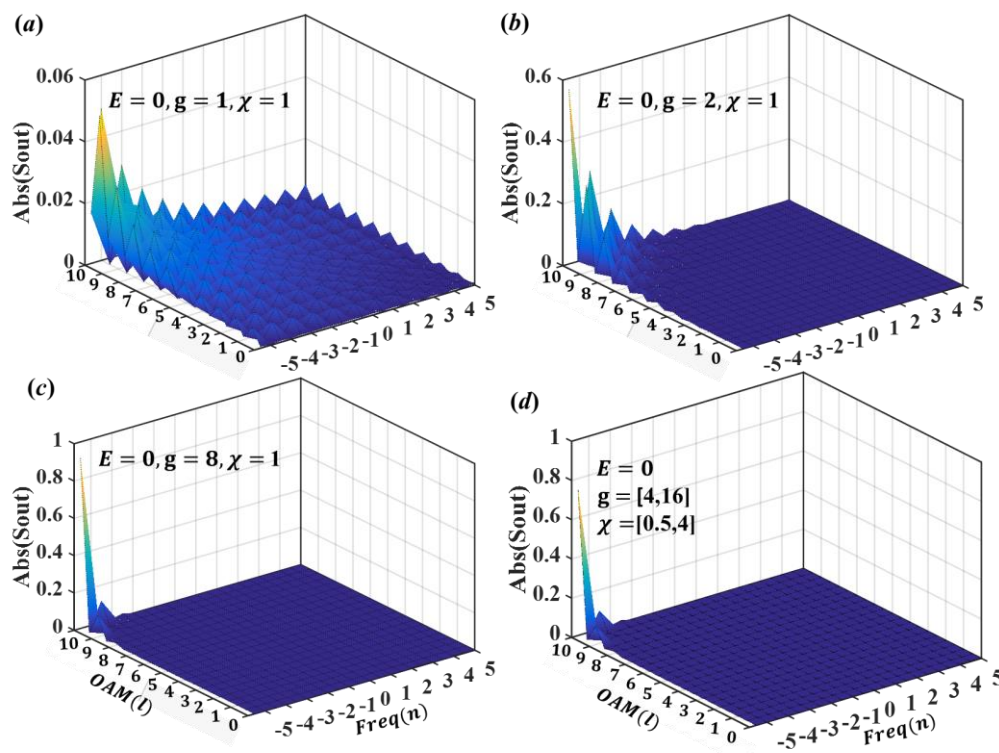 (a)
0.06
0.04
0.02
0
Abs(Sout)
E = 0, g = 1, χ = 1
10 9 8 7 6 5 4 3 2 1 0
-5 -4 -3 -2 -1 0 1 2 3 4 5
(b)
0.6
0.4
0.2
0
Abs(Sout)
E = 0, g = 2, χ = 1
10 9 8 7 6 5 4 3 2 1 0
-5 -4 -3 -2 -1 0 1 2 3 4 5
(c)
1
0.8
0.6
0.4
0.2
0
Abs(Sout)
E = 0, g = 8, χ = 1
10 9 8 7 6 5 4 3 2 1 0
OAM(l)
-5 -4 -3 -2 -1 0 1 2 3 4 5
Freq(n)
(d)
1
0.8
0.6
0.4
0.2
0
Abs(Sout)
E = 0
g = [4,16]
χ =[0.5,4]
10 9 8 7 6 5 4 3 2 1 0
OAM(l)
-5 -4 -3 -2 -1 0 1 2 3 4 5
Freq(n)